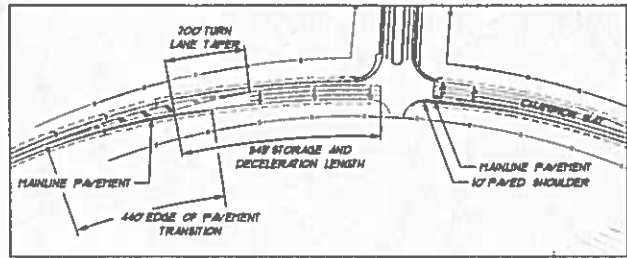 200' TURN
LANE TAPER
545' STORAGE AND
DECELERATION LENGTH
MAINLINE PAVEMENT
MAINLINE PAVEMENT
10' PAVED SHOULDER
440' EDGE OF PAVEMENT
TRANSITION